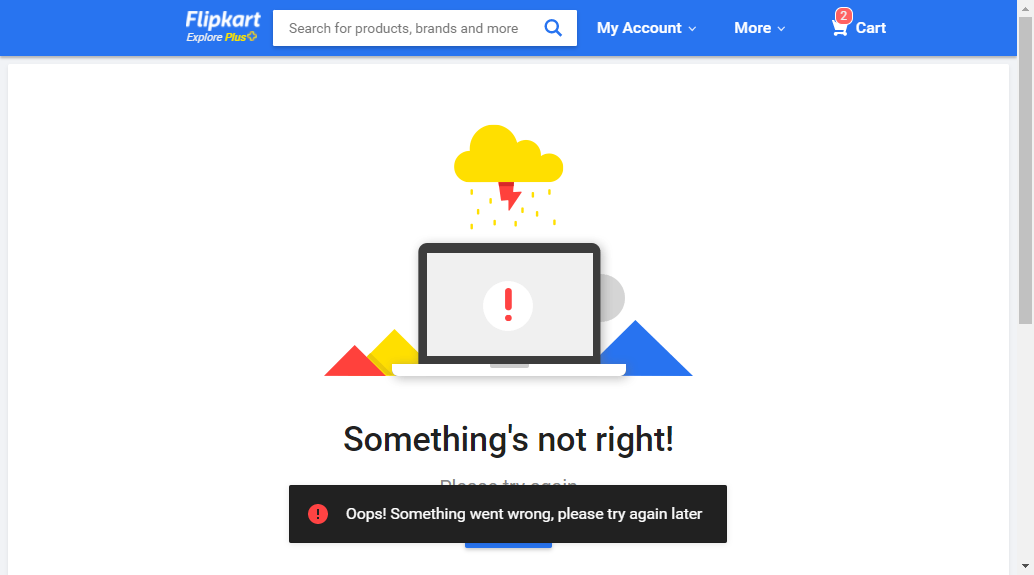 Flipkart
Explore Plus
Search for products, brands and more
My Account
More
2
Cart
!
Something's not right!
Please try again
!
Oops! Something went wrong, please try again later